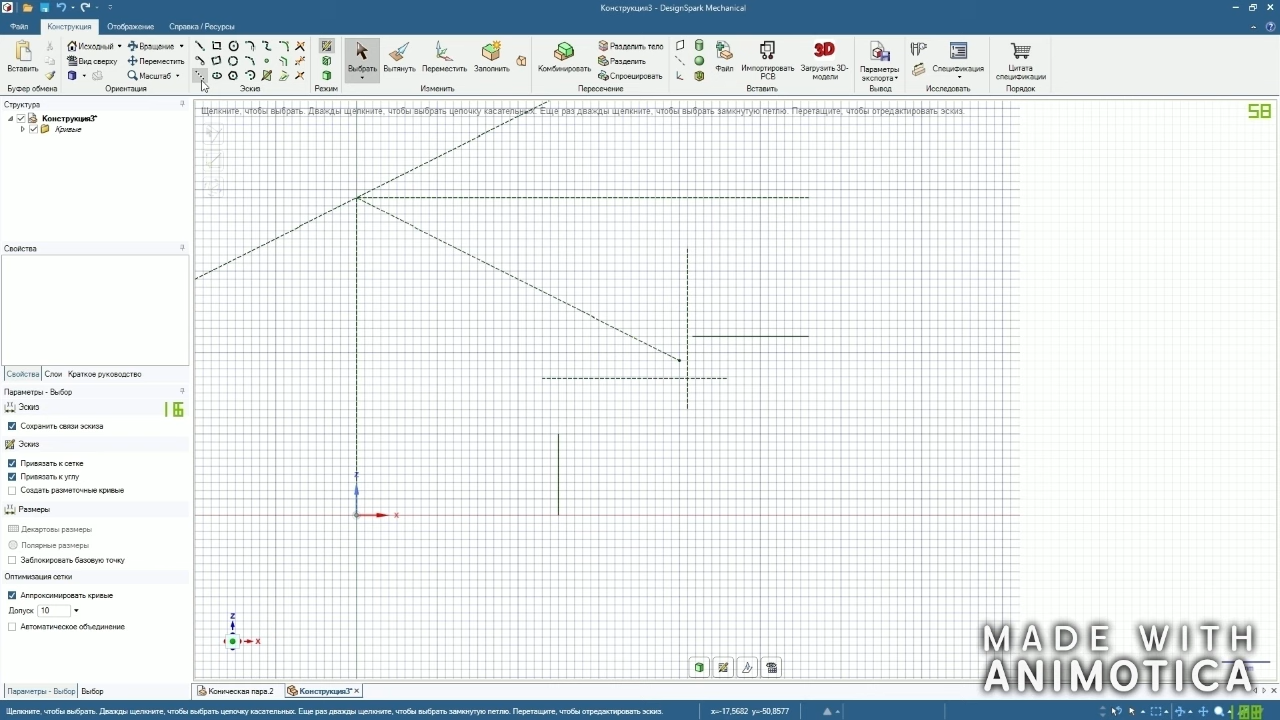 Конструкция3 - DesignSpark Mechanical
Файл Конструкция Отображение Справка / Ресурсы
Исходный Вращение
Вид сверху Переместить
Масштаб
Вставить
Выбрать Вытянуть Переместить Заполнить
Комбинировать
Разделить тело
Разделить
Спроецировать
Файл Импортировать PCB
3D
Загрузить 3D-модели
Параметры экспорта
Спецификация
Цитата спецификации
Буфер обмена Ориентация Эскиз Режим Изменить Пересечение Вставить Вывод Исследовать Порядок
Структура
Щелкните, чтобы выбрать. Дважды щелкните, чтобы выбрать цепочку касательных. Еще раз дважды щелкните, чтобы выбрать замкнутую петлю. Перетащите, чтобы отредактировать эскиз.
58
Конструкция3*
Кривые
Свойства
Свойства Слои Краткое руководство
Параметры - Выбор
Эскиз
16
Сохранить связи эскиза
Эскиз
Привязать к сетке
Привязать к углу
Создать разметочные кривые
Размеры
Декартовы размеры
Полярные размеры
Заблокировать базовую точку
Оптимизация сетки
Аппроксимировать кривые
Допуск 10
Автоматическое объединение
Z
X
Z
X
MADE WITH
ANIMOTICA
Параметры - Выбор Выбор
Коническая пара.2 Конструкция3*
Щелкните, чтобы выбрать. Дважды щелкните, чтобы выбрать цепочку касательных. Еще раз дважды щелкните, чтобы выбрать замкнутую петлю. Перетащите, чтобы отредактировать эскиз.
x=-17,5682 y=-50,8577